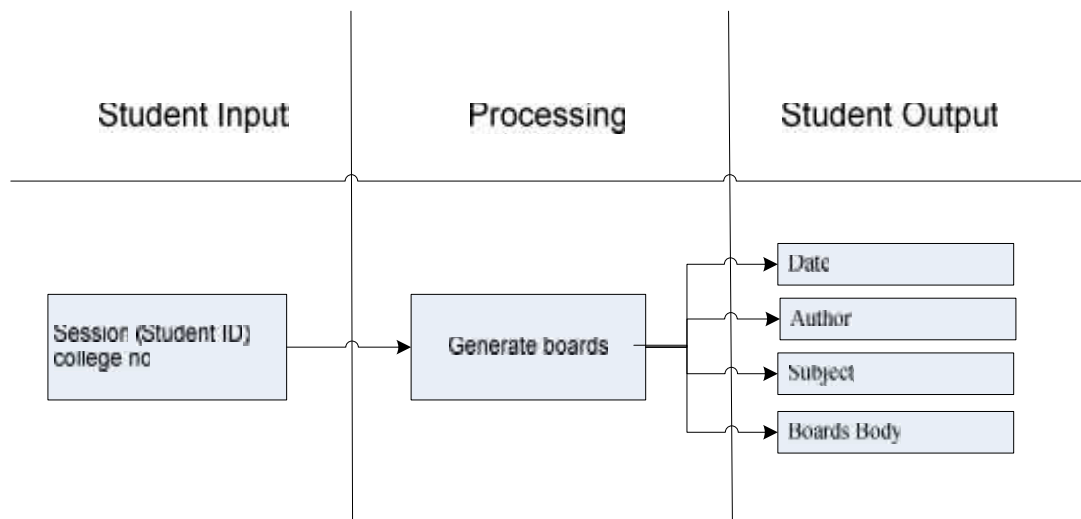 Student Input
Processing
Student Output
Session (Student ID)
college no
Generate boards
Date
Author
Subject
Boards Body